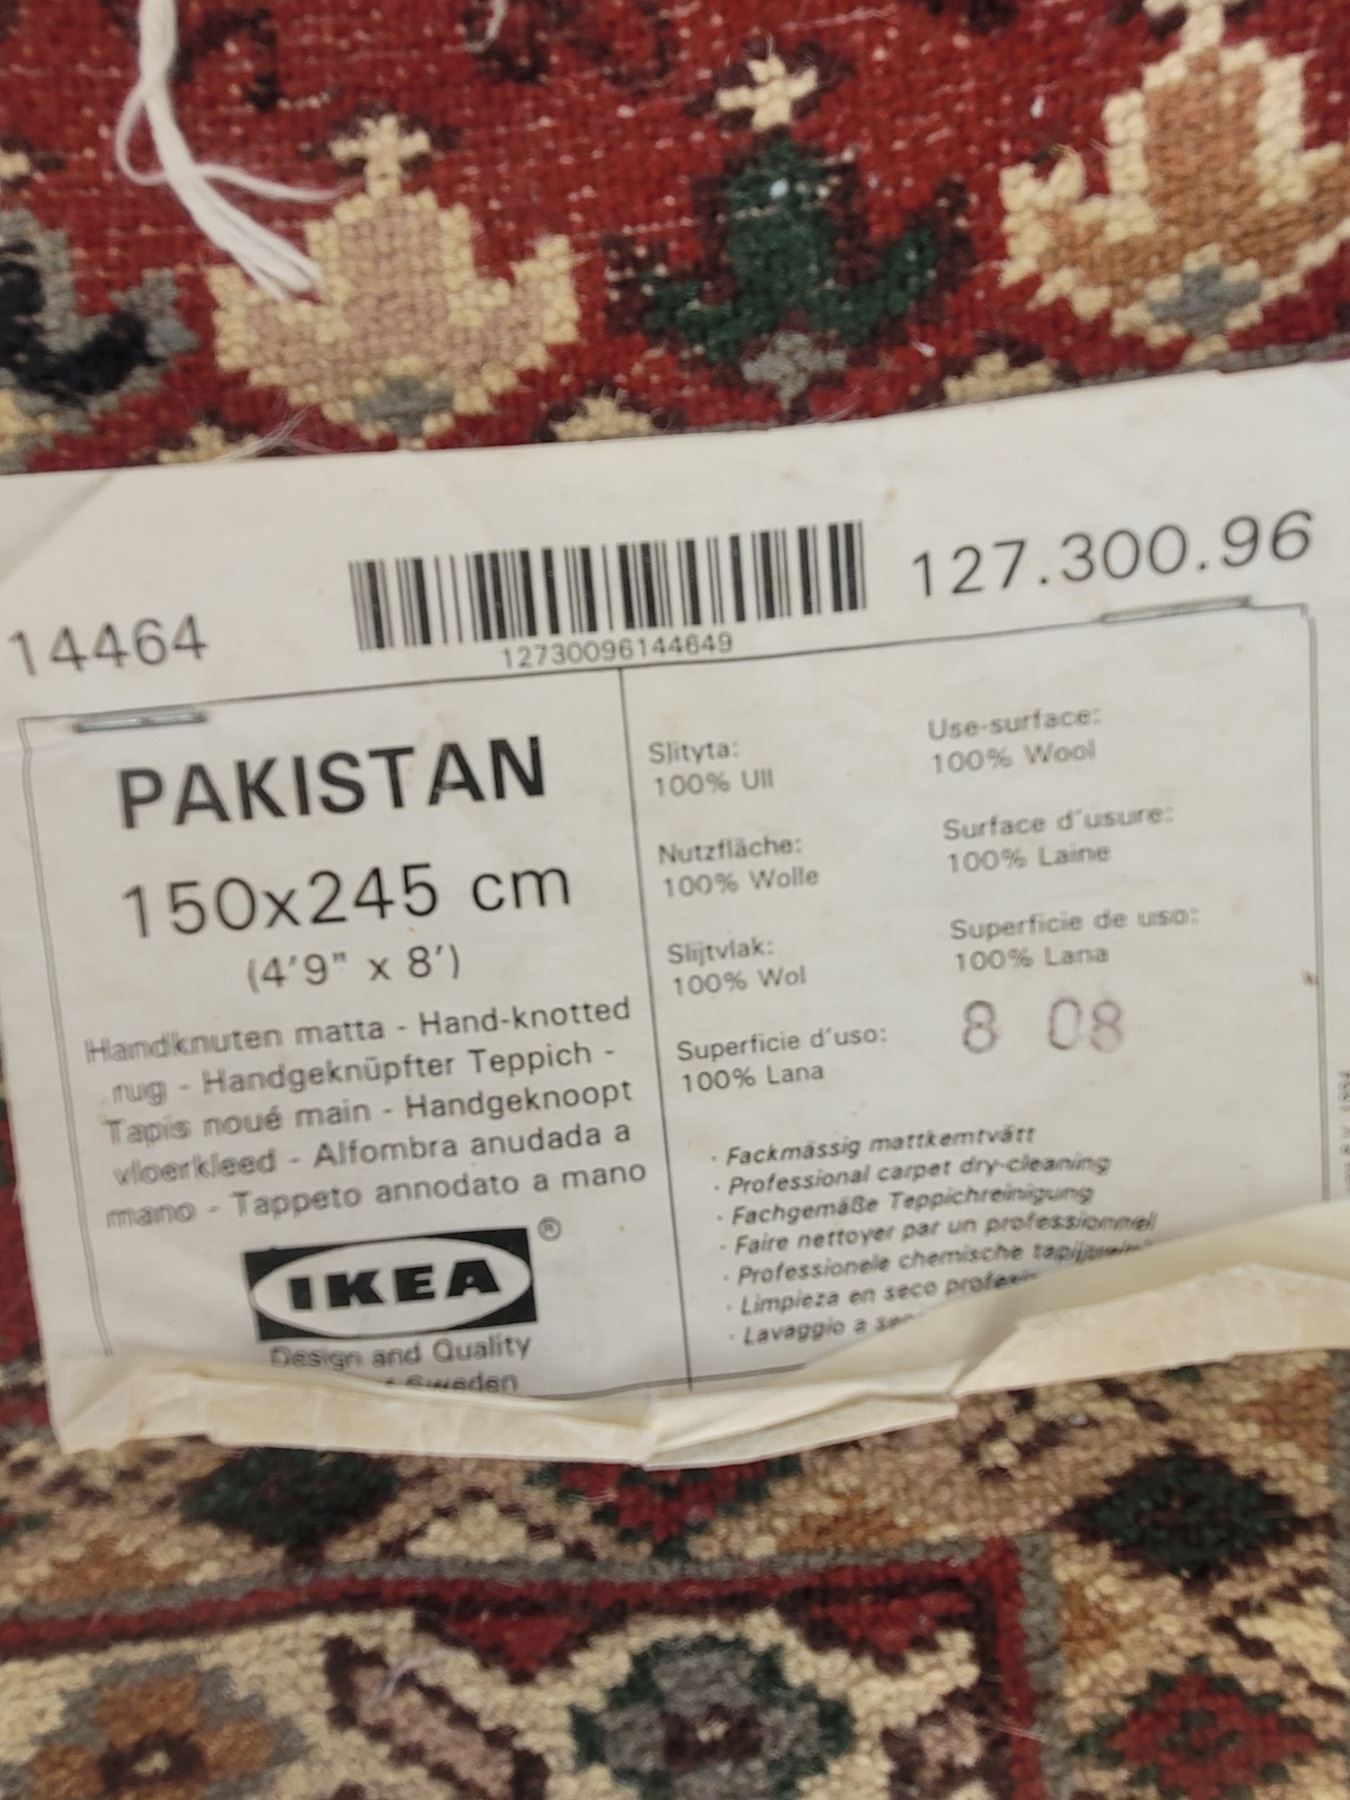 14464
127.300.96
12730096144649
PAKISTAN
150x245 cm
(4'9" x 8')
Handknuten matta - Hand-knotted
rug - Handgeknüpfter Teppich -
Tapis noué main - Handgeknoopt
vloerkleed - Alfombra anudada a
mano - Tappeto annodato a mano
IKEA®
Design and Quality
Sweden
Slityta:
100% Ull
Nutzfläche:
100% Wolle
Slijtvlak:
100% Wol
Superficie d'uso:
100% Lana
Use-surface:
100% Wool
Surface d'usure:
100% Laine
Superficie de uso:
100% Lana
8 08
· Fackmässig mattkemtvätt
· Professional carpet dry-cleaning
· Fachgemäße Teppichreinigung
· Faire nettoyer par un professionnel
· Professionele chemische
· Limpieza en seco
· Lavaggio a